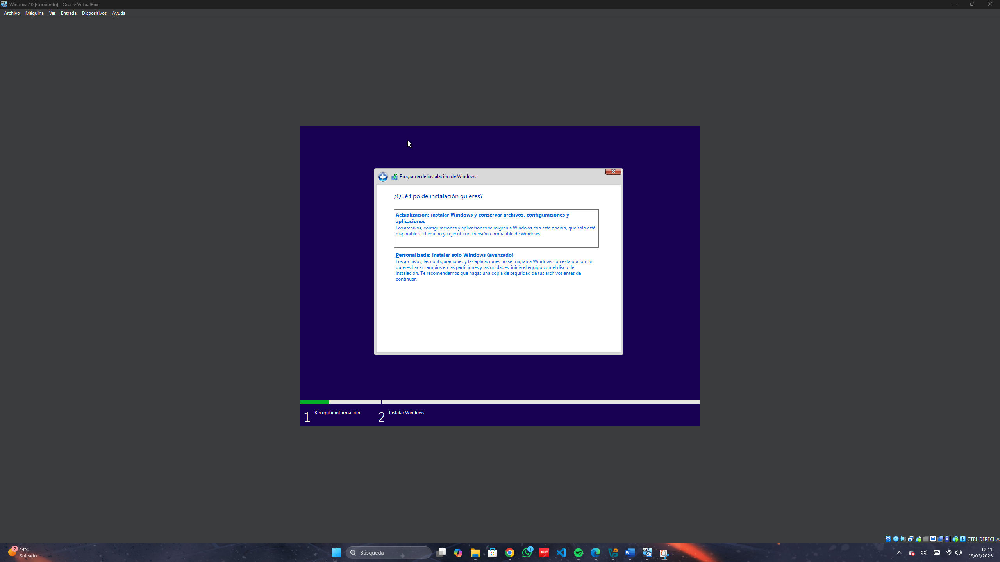 Windows10 [Corriendo] - Oracle VirtualBox
Archivo Máquina Ver Entrada Dispositivos Ayuda
Programa de instalación de Windows
¿Qué tipo de instalación quieres?
Actualización: instalar Windows y conservar archivos, configuraciones y
aplicaciones
Los archivos, configuraciones y aplicaciones se migran a Windows con esta opción, que solo está
disponible si el equipo ya ejecuta una versión compatible de Windows.
Personalizada: instalar solo Windows (avanzado)
Los archivos, las configuraciones y las aplicaciones no se migran a Windows con esta opción. Si
quieres hacer cambios en las particiones y las unidades, inicia el equipo con el disco de
instalación. Te recomendamos que hagas una copia de seguridad de tus archivos antes de
continuar.
1 Recopilar información 2 Instalar Windows
CTRL DERECHA
2 14°C
Soleado
Búsqueda
1
PDF
12:11
19/02/2025